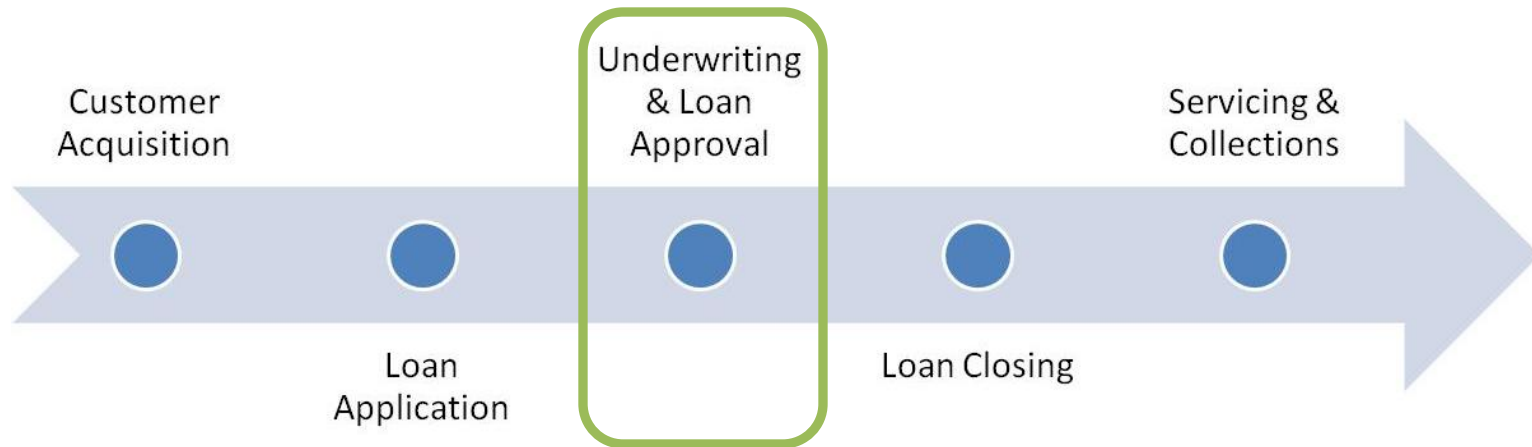 Customer
Acquisition
Loan
Application
Underwriting
& Loan
Approval
Loan Closing
Servicing &
Collections